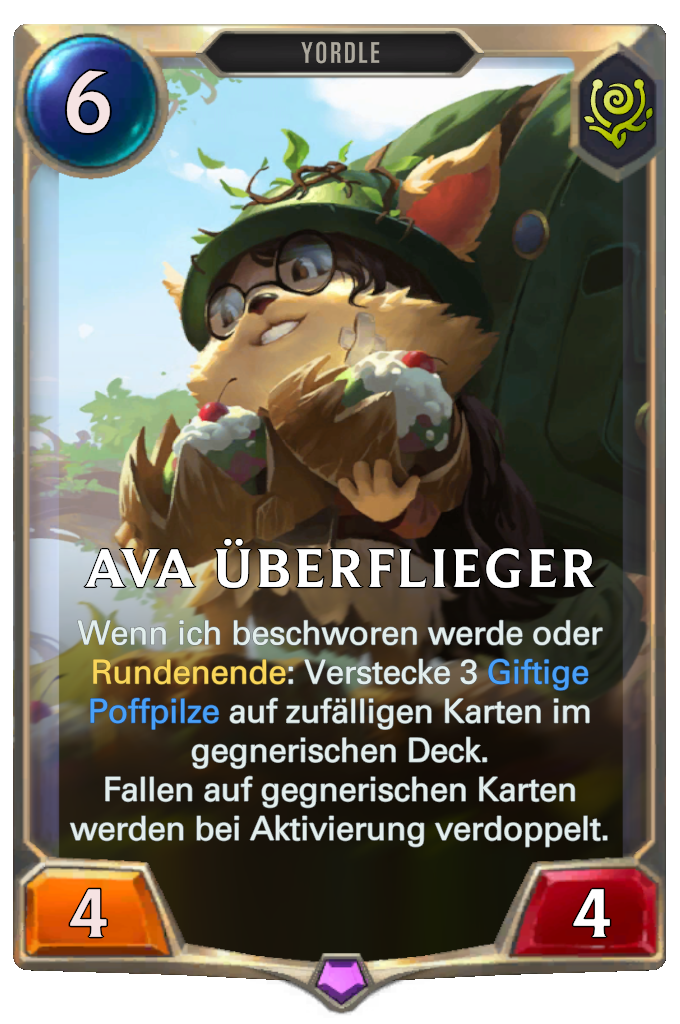 6
YORDLE
AVA ÜBERFLIEGER
Wenn ich beschworen werde oder
Rundenende: Verstecke 3 Giftige
Poffpilze auf zufälligen Karten im
gegnerischen Deck.
Fallen auf gegnerischen Karten
werden bei Aktivierung verdoppelt.
4
4